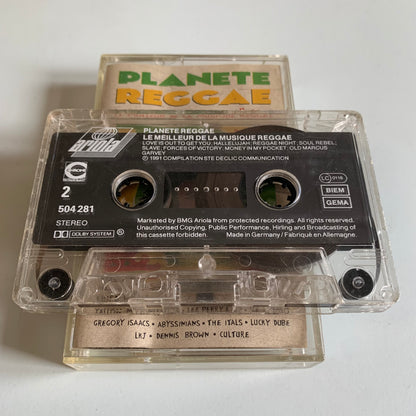 PLANETE
REGGAE
PLANETE REGGAE
LE MEILLEUR DE LA MUSIQUE REGGAE
LOVE IS OUT TO GET YOU; HALLELUJAH; REGGAE NIGHT; SOUL REBEL;
SLAVE; FORCES OF VICTORY; MONEY IN MY POCKET; OLD MARCUS
GARVEY
℗ 1991 COMPILATION STE DECLIC COMMUNICATION
ariola
2
504 281
STEREO
DOLBY SYSTEM
LC 0116
BIEM
GEMA
Marketed by BMG Ariola from protected recordings. All rights reserved.
Unauthorised Copying, Public Performance, Hiring and Broadcasting of
this cassette forbidden. Made in Germany / Fabriqué en Allemagne.
GREGORY ISAACS • ABYSSINIANS • THE ITALS • LUCKY DUBE
LKJ • DENNIS BROWN • CULTURE